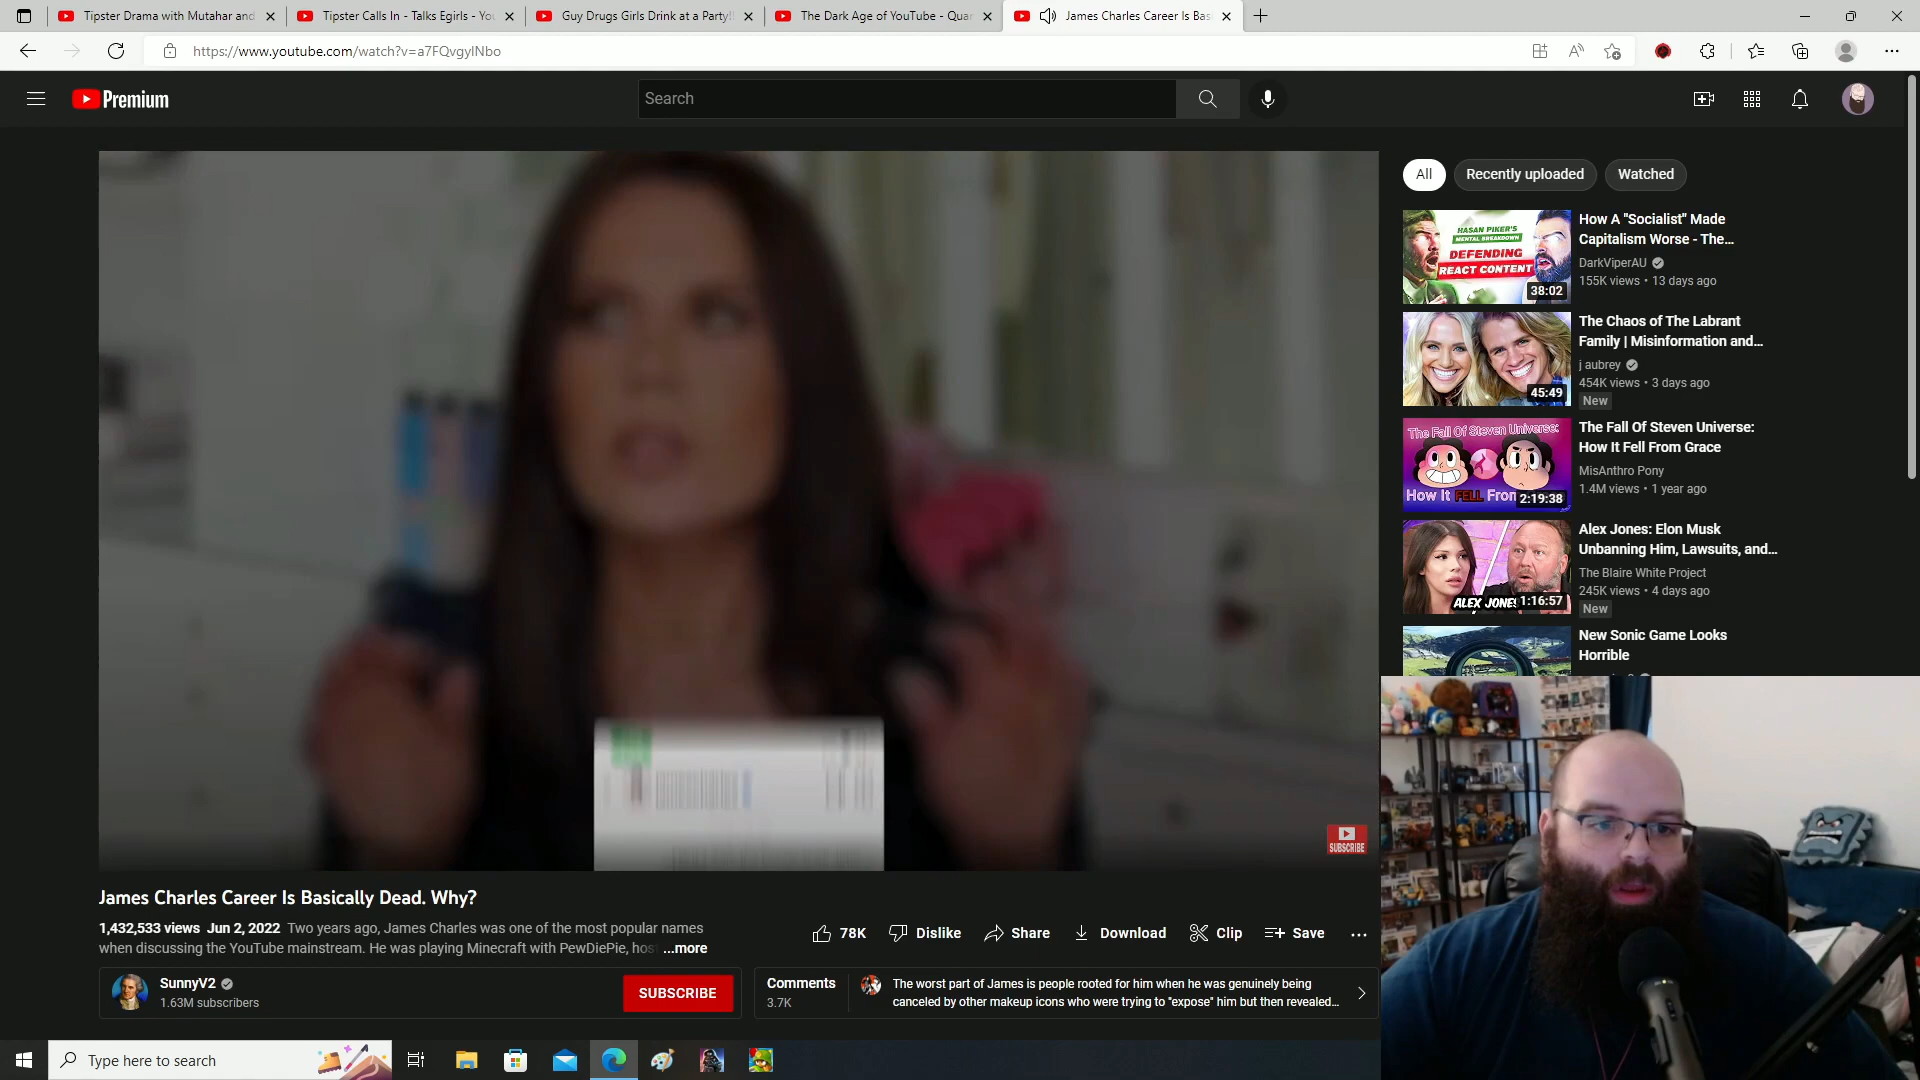 Tipster Drama with Mutahar and
Tipster Calls In - Talks Egirls - You
Guy Drugs Girls Drink at a Party!!
The Dark Age of YouTube - Quar
James Charles Career Is Bas
https://www.youtube.com/watch?v=a7FQvgylNbo
Premium
Search
All
Recently uploaded
Watched
HASAN PIKER'S
MENTAL BREAKDOWN
DEFENDING
REACT CONTENT
38:02
How A "Socialist" Made
Capitalism Worse - The...
DarkViperAU
155K views • 13 days ago
45:49
The Chaos of The Labrant
Family | Misinformation and...
j aubrey
454K views • 3 days ago
New
The Fall Of Steven Universe:
How It FELL From
2:19:38
The Fall Of Steven Universe:
How It Fell From Grace
MisAnthro Pony
1.4M views • 1 year ago
ALEX JONES
1:16:57
Alex Jones: Elon Musk
Unbanning Him, Lawsuits, and...
The Blaire White Project
245K views • 4 days ago
New
New Sonic Game Looks
Horrible
SUBSCRIBE
James Charles Career Is Basically Dead. Why?
1,432,533 views Jun 2, 2022 Two years ago, James Charles was one of the most popular names
when discussing the YouTube mainstream. He was playing Minecraft with PewDiePie, hos ...more
78K
Dislike
Share
Download
Clip
Save
SunnyV2
1.63M subscribers
SUBSCRIBE
Comments
3.7K
The worst part of James is people rooted for him when he was genuinely being
canceled by other makeup icons who were trying to "expose" him but then revealed...
Type here to search